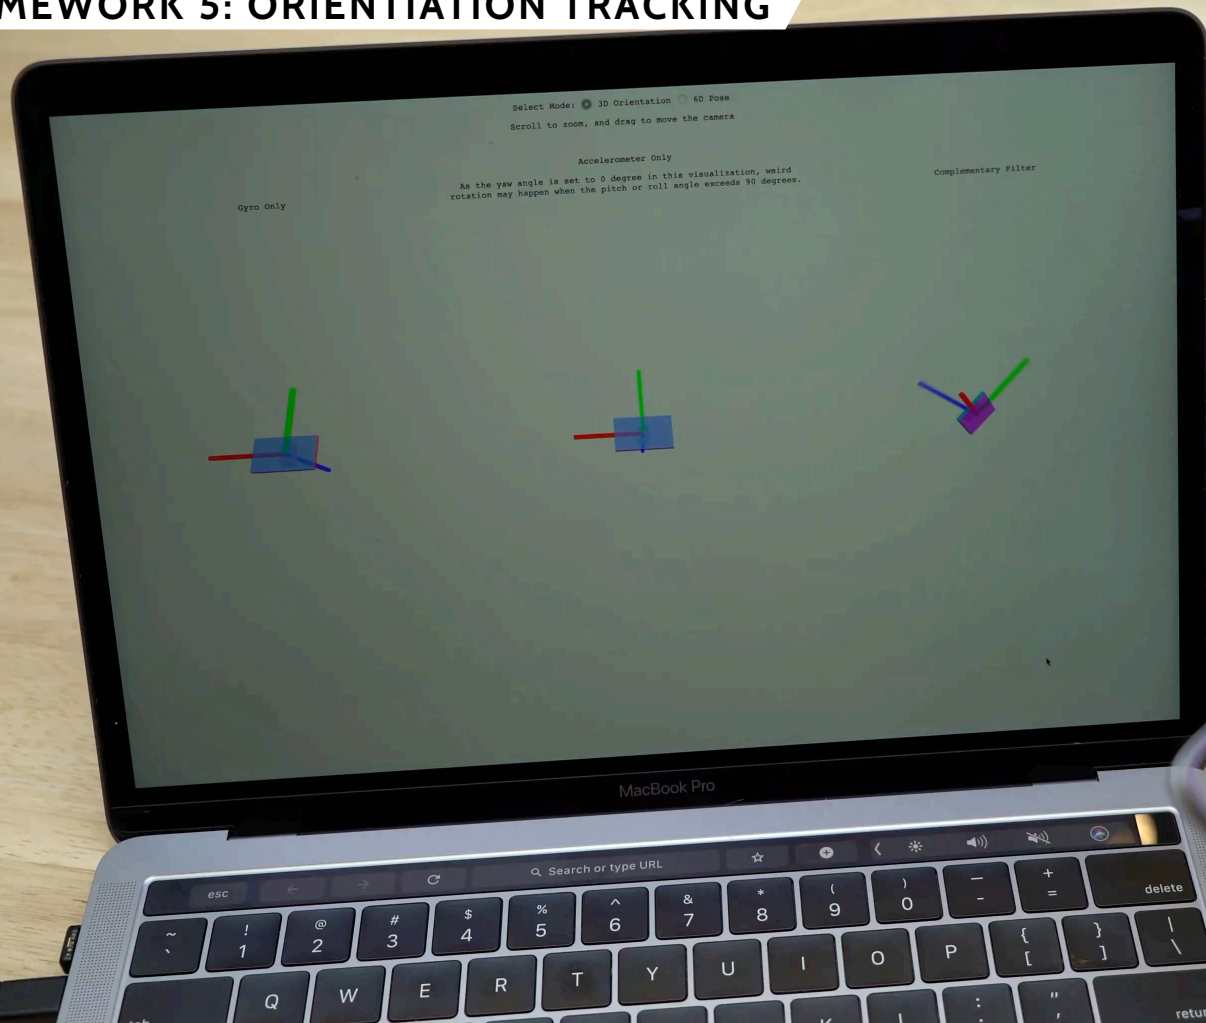 MEWORK 5: ORIENTIATION TRACKING
Select Mode: 3D Orientation 6D Pose
Scroll to zoom, and drag to move the camera
Accelerometer Only
As the yaw angle is set to 0 degree in this visualization, weird
rotation may happen when the pitch or roll angle exceeds 90 degrees.
Complementary Filter
Gyro Only
MacBook Pro
esc
Search or type URL
~ `
! 1
@ 2
# 3
$ 4
% 5
^ 6
& 7
* 8
( 9
) 0
— -
+ =
delete
Q W E R T Y U I O P { [ } ] | \
: "